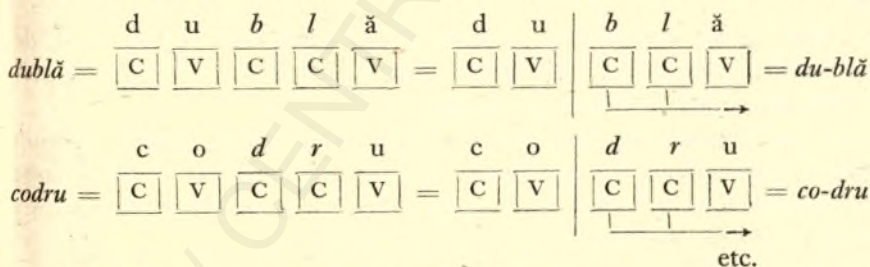 d u b l ă d u b l ă
dublă = C V C C V = C V C C V = du-blă
c o d r u c o d r u
codru = C V C C V = C V C C V = co-dru
etc.